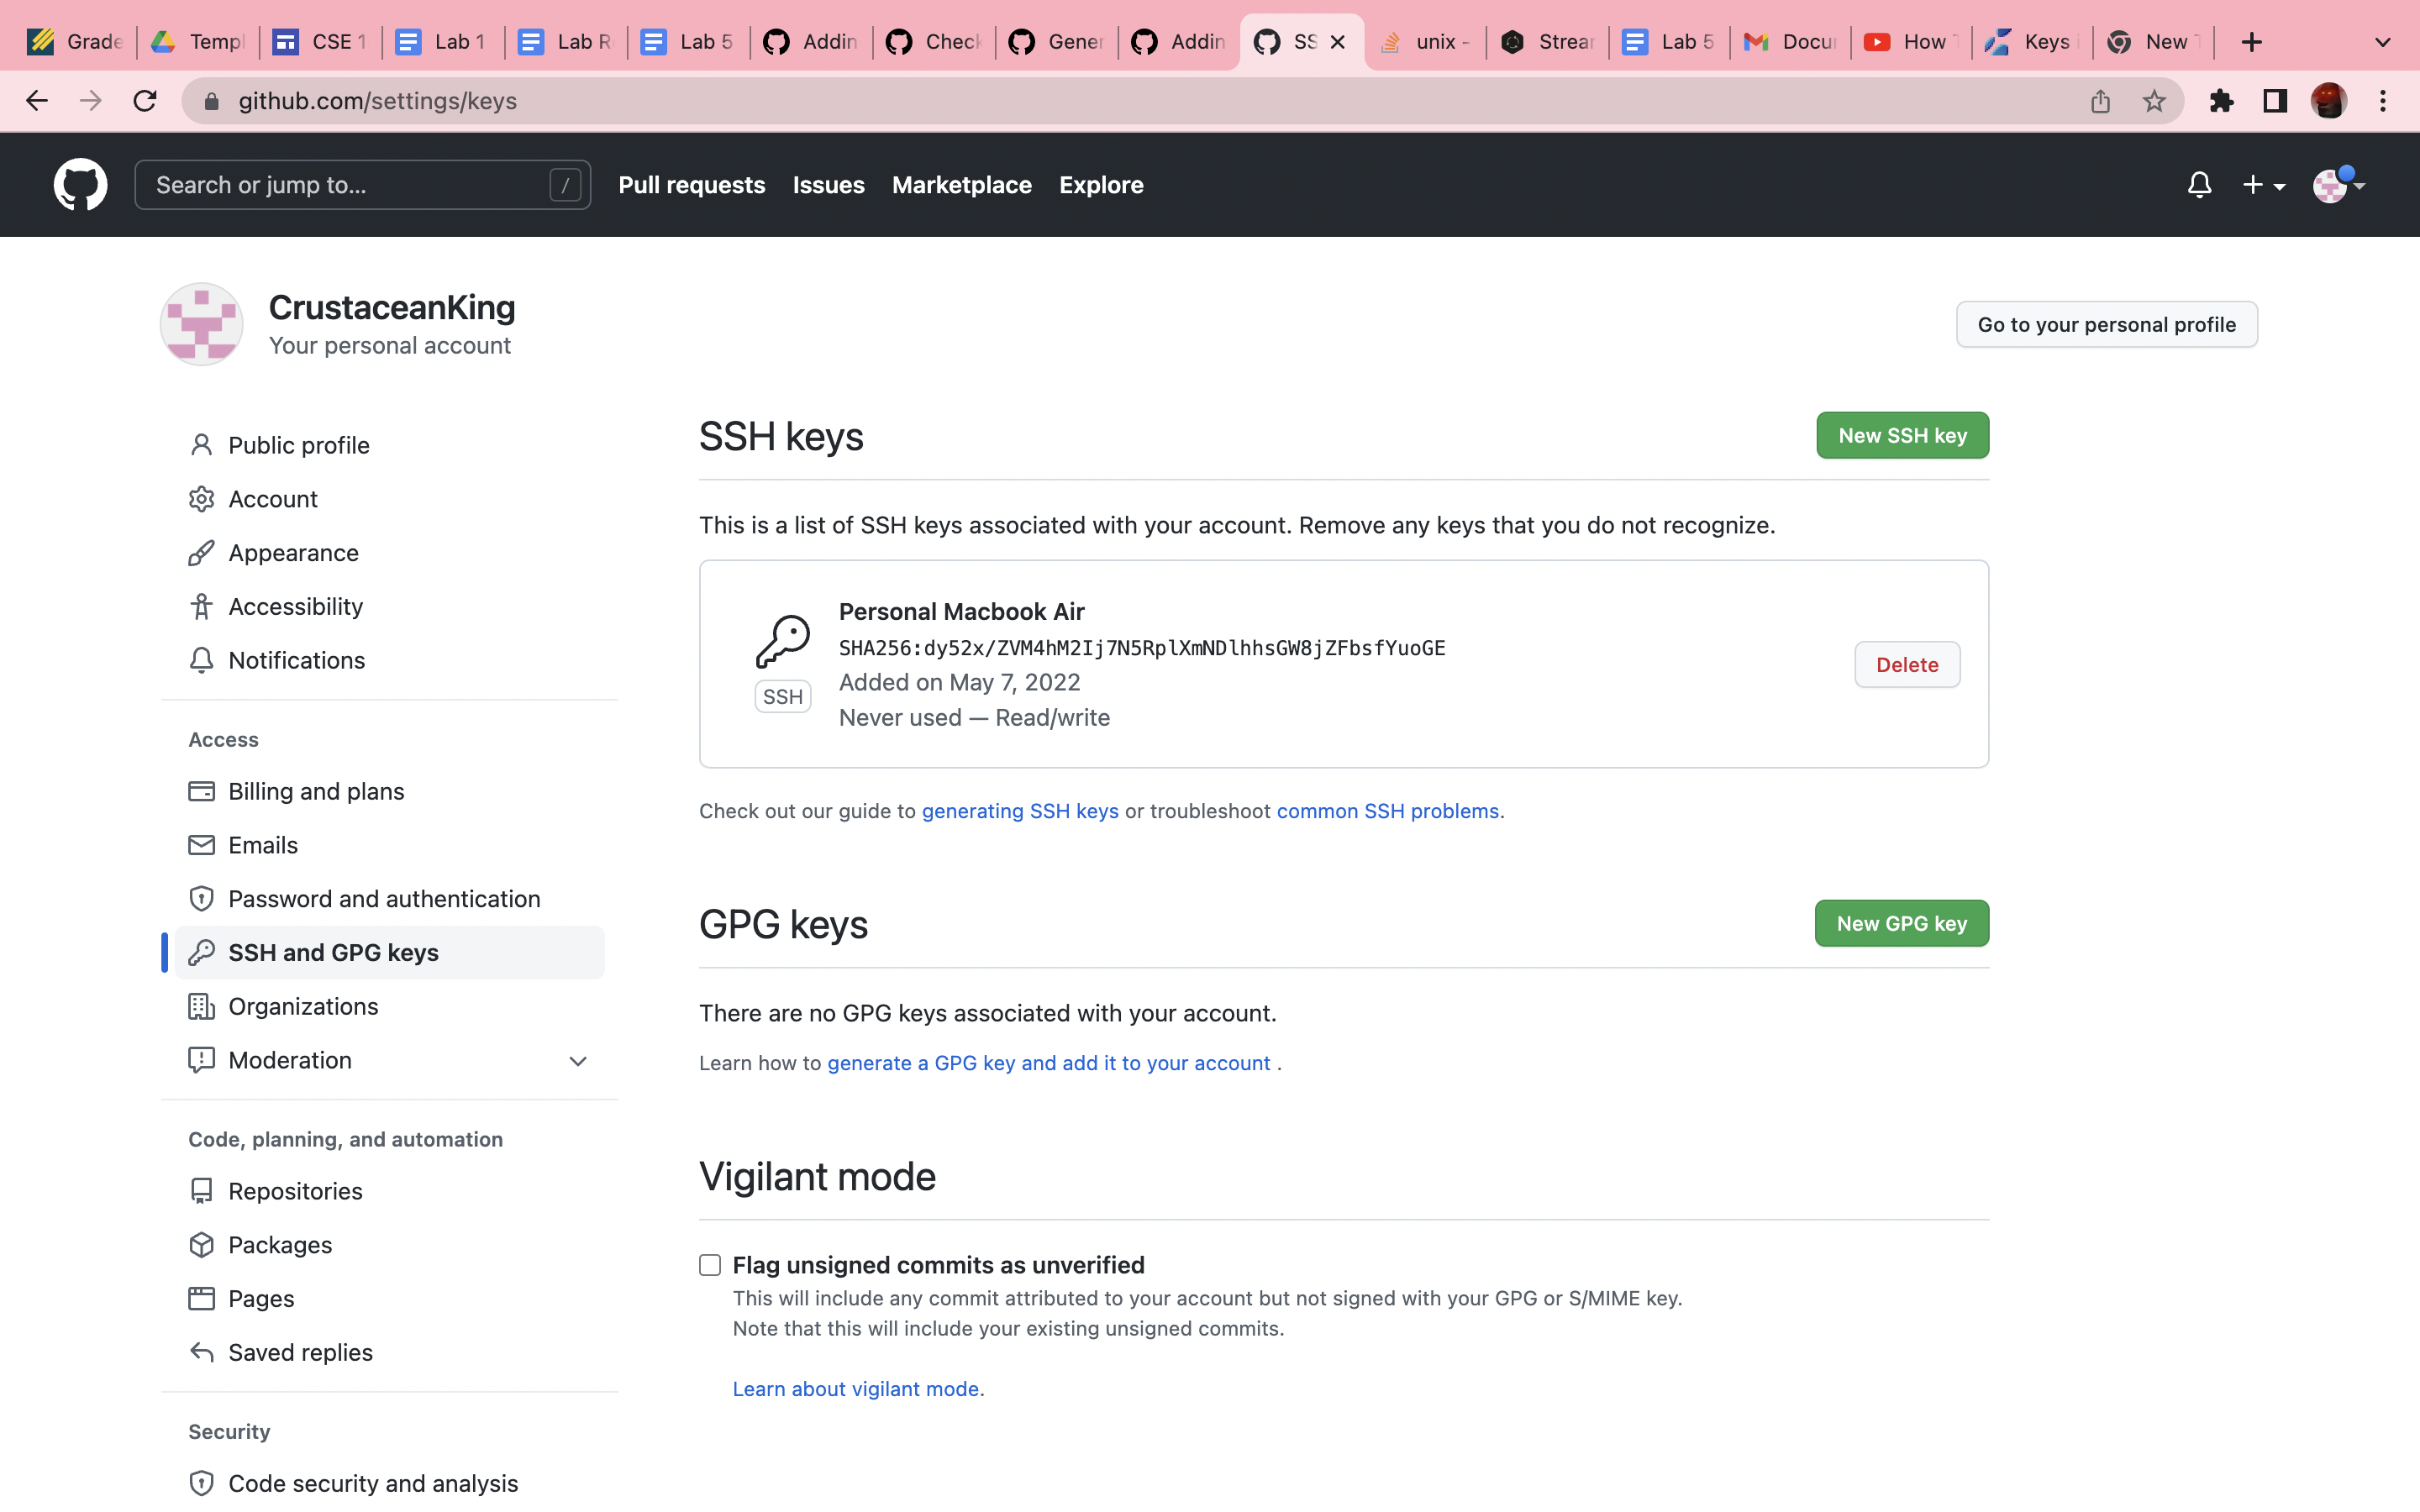 Grade
Templ
CSE 1
Lab 1
Lab R
Lab 5
Addin
Check
Gener
Addin
SS
unix -
Strear
Lab 5
Docur
How T
Keys i
New T
github.com/settings/keys
Search or jump to... /
Pull requests
Issues
Marketplace
Explore
CrustaceanKing
Your personal account
Go to your personal profile
Public profile
Account
Appearance
Accessibility
Notifications
Access
Billing and plans
Emails
Password and authentication
SSH and GPG keys
Organizations
Moderation
Code, planning, and automation
Repositories
Packages
Pages
Saved replies
Security
Code security and analysis
SSH keys
New SSH key
This is a list of SSH keys associated with your account. Remove any keys that you do not recognize.
SSH
Personal Macbook Air
SHA256:dy52x/ZVM4hM2Ij7N5RplXmNDlhhsGW8jZFbsfYuoGE
Added on May 7, 2022
Never used — Read/write
Delete
Check out our guide to generating SSH keys or troubleshoot common SSH problems.
GPG keys
New GPG key
There are no GPG keys associated with your account.
Learn how to generate a GPG key and add it to your account .
Vigilant mode
Flag unsigned commits as unverified
This will include any commit attributed to your account but not signed with your GPG or S/MIME key.
Note that this will include your existing unsigned commits.
Learn about vigilant mode.